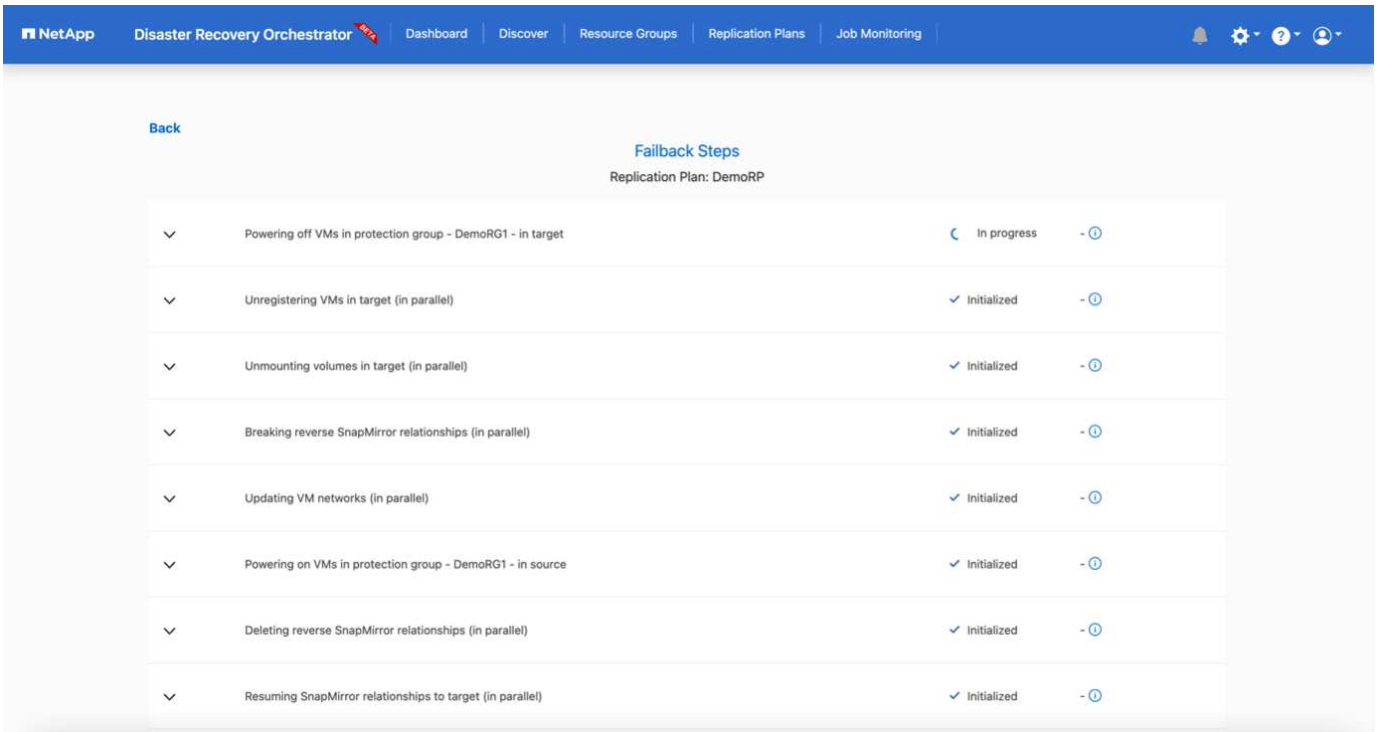 NetApp Disaster Recovery Orchestrator BETA Dashboard Discover Resource Groups Replication Plans Job Monitoring
Back
Failback Steps
Replication Plan: DemoRP
Powering off VMs in protection group - DemoRG1 - in target In progress -
Unregistering VMs in target (in parallel) Initialized -
Unmounting volumes in target (in parallel) Initialized -
Breaking reverse SnapMirror relationships (in parallel) Initialized -
Updating VM networks (in parallel) Initialized -
Powering on VMs in protection group - DemoRG1 - in source Initialized -
Deleting reverse SnapMirror relationships (in parallel) Initialized -
Resuming SnapMirror relationships to target (in parallel) Initialized -